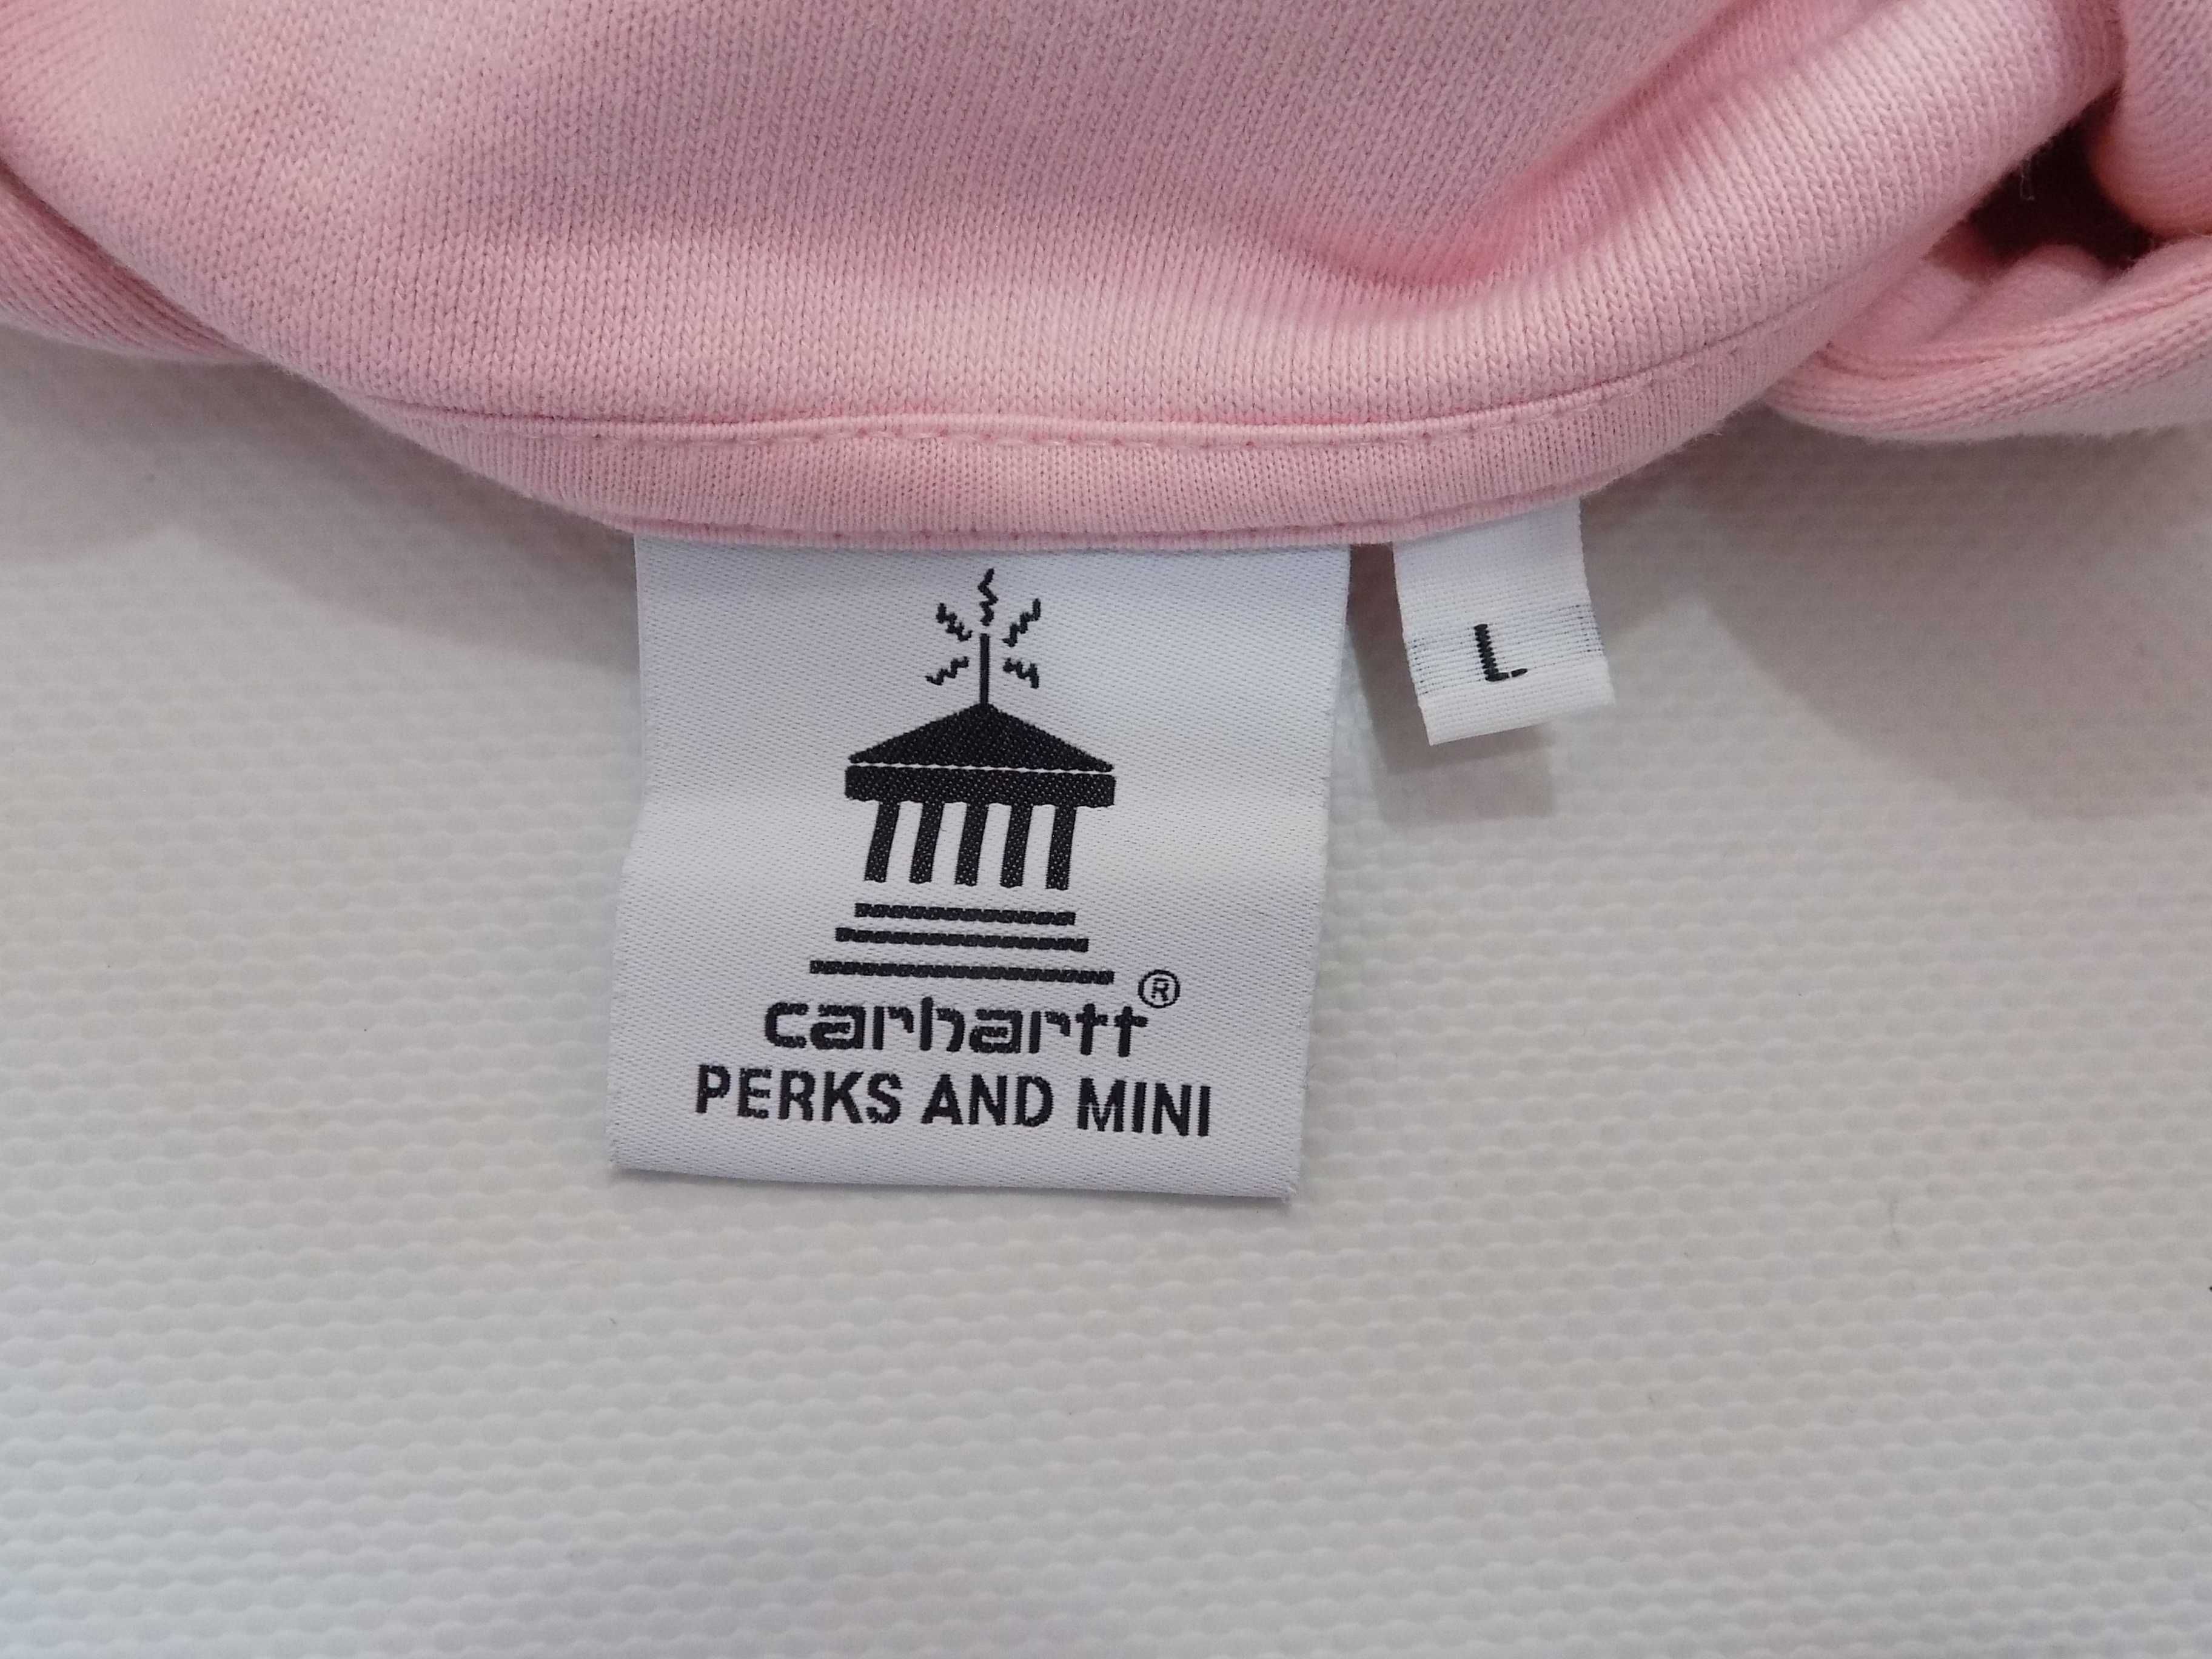 L
carhartt®
PERKS AND MINI